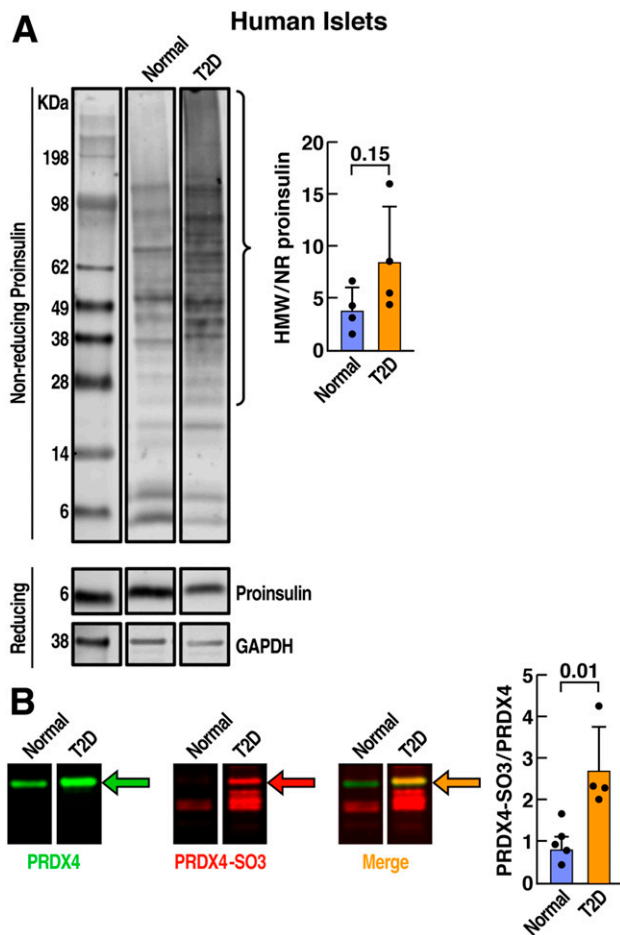 A
Human Islets
Normal
T2D
KDa
198
98
62
49
38
28
14
6
Non-reducing Proinsulin
HMW/NR proinsulin
20
15
10
5
0
0.15
Normal
T2D
Reducing
6
Proinsulin
38
GAPDH
B
Normal
T2D
PRDX4
Normal
T2D
PRDX4-SO3
Normal
T2D
Merge
PRDX4-SO3/PRDX4
5
4
3
2
1
0
0.01
Normal
T2D